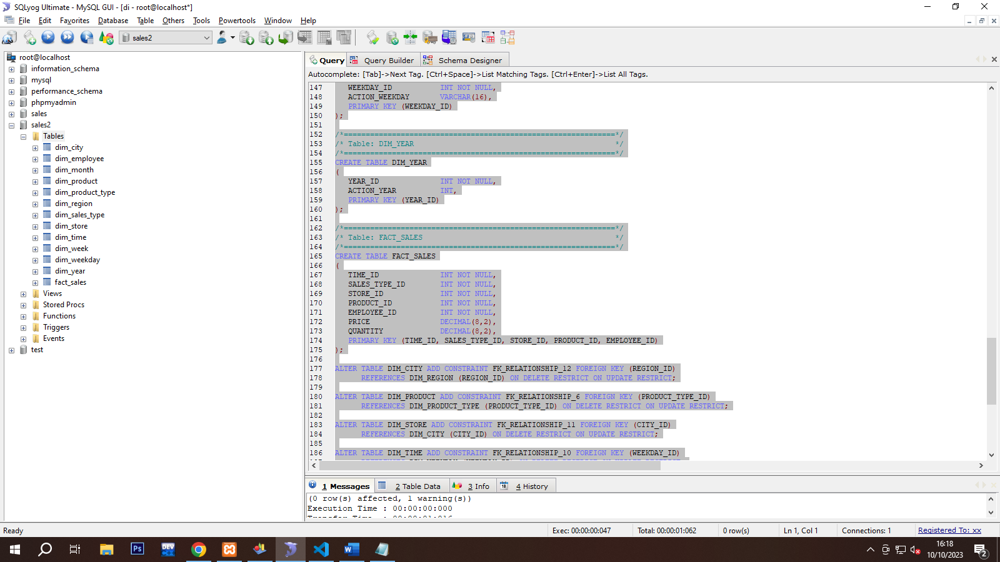 SQLyog Ultimate - MySQL GUI - [di - root@localhost*]
File Edit Favorites Database Table Others Tools Powertools Window Help
sales2
root@localhost
information_schema
mysql
performance_schema
phpmyadmin
sales
sales2
Tables
dim_city
dim_employee
dim_month
dim_product
dim_product_type
dim_region
dim_sales_type
dim_store
dim_time
dim_week
dim_weekday
dim_year
fact_sales
Views
Stored Procs
Functions
Triggers
Events
test
Query Query Builder Schema Designer
Autocomplete: [Tab]->Next Tag. [Ctrl+Space]->List Matching Tags. [Ctrl+Enter]->List All Tags.
147 WEEKDAY_ID INT NOT NULL,
148 ACTION_WEEKDAY VARCHAR(16),
149 PRIMARY KEY (WEEKDAY_ID)
150 );
151
152 /*==============================================================*/
153 /* Table: DIM_YEAR */
154 /*==============================================================*/
155 CREATE TABLE DIM_YEAR
156 (
157 YEAR_ID INT NOT NULL,
158 ACTION_YEAR INT,
159 PRIMARY KEY (YEAR_ID)
160 );
161
162 /*==============================================================*/
163 /* Table: FACT_SALES */
164 /*==============================================================*/
165 CREATE TABLE FACT_SALES
166 (
167 TIME_ID INT NOT NULL,
168 SALES_TYPE_ID INT NOT NULL,
169 STORE_ID INT NOT NULL,
170 PRODUCT_ID INT NOT NULL,
171 EMPLOYEE_ID INT NOT NULL,
172 PRICE DECIMAL(8,2),
173 QUANTITY DECIMAL(8,2),
174 PRIMARY KEY (TIME_ID, SALES_TYPE_ID, STORE_ID, PRODUCT_ID, EMPLOYEE_ID)
175 );
176
177 ALTER TABLE DIM_CITY ADD CONSTRAINT FK_RELATIONSHIP_12 FOREIGN KEY (REGION_ID)
178 REFERENCES DIM_REGION (REGION_ID) ON DELETE RESTRICT ON UPDATE RESTRICT;
179
180 ALTER TABLE DIM_PRODUCT ADD CONSTRAINT FK_RELATIONSHIP_6 FOREIGN KEY (PRODUCT_TYPE_ID)
181 REFERENCES DIM_PRODUCT_TYPE (PRODUCT_TYPE_ID) ON DELETE RESTRICT ON UPDATE RESTRICT;
182
183 ALTER TABLE DIM_STORE ADD CONSTRAINT FK_RELATIONSHIP_11 FOREIGN KEY (CITY_ID)
184 REFERENCES DIM_CITY (CITY_ID) ON DELETE RESTRICT ON UPDATE RESTRICT;
185
186 ALTER TABLE DIM_TIME ADD CONSTRAINT FK_RELATIONSHIP_10 FOREIGN KEY (WEEKDAY_ID)
1 Messages 2 Table Data 3 Info 4 History
(0 row(s) affected, 1 warning(s))
Execution Time : 00:00:00:000
Ready Exec: 00:00:00:047 Total: 00:00:01:062 0 row(s) Ln 1, Col 1 Connections: 1 Registered To: xx
Ps DEV
16:18
10/10/2023
2